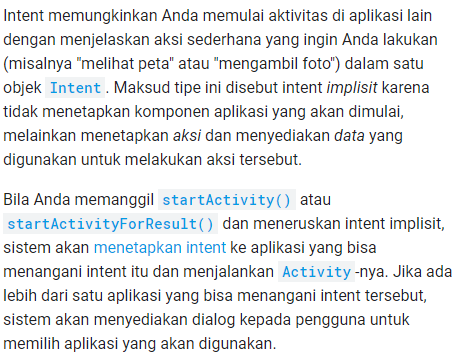 Intent memungkinkan Anda memulai aktivitas di aplikasi lain
dengan menjelaskan aksi sederhana yang ingin Anda lakukan
(misalnya "melihat peta" atau "mengambil foto") dalam satu
objek Intent. Maksud tipe ini disebut intent implisit karena
tidak menetapkan komponen aplikasi yang akan dimulai,
melainkan menetapkan aksi dan menyediakan data yang
digunakan untuk melakukan aksi tersebut.
Bila Anda memanggil startActivity() atau
startActivityForResult() dan meneruskan intent implisit,
sistem akan menetapkan intent ke aplikasi yang bisa
menangani intent itu dan menjalankan Activity-nya. Jika ada
lebih dari satu aplikasi yang bisa menangani intent tersebut,
sistem akan menyediakan dialog kepada pengguna untuk
memilih aplikasi yang akan digunakan.